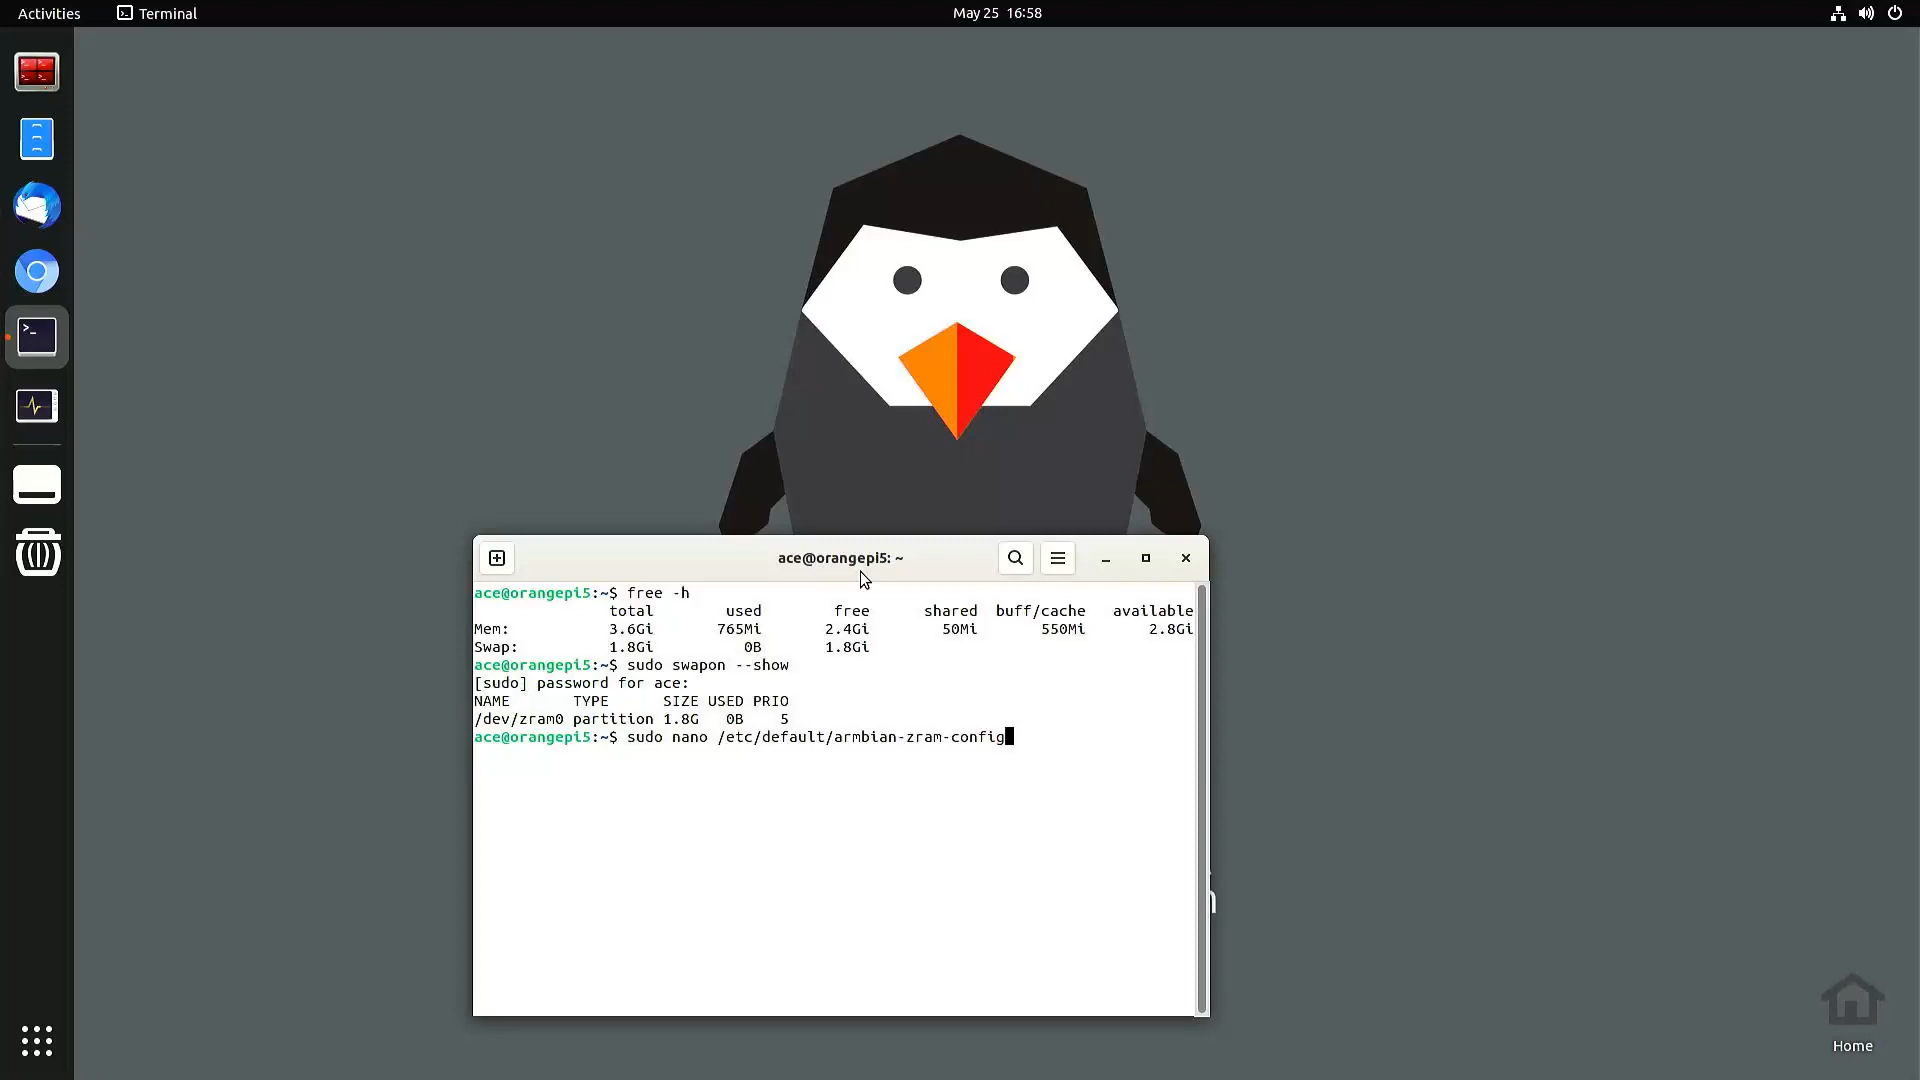 Activities Terminal May 25 16:58
ace@orangepi5: ~
ace@orangepi5:~$ free -h
total used free shared buff/cache available
Mem: 3.6Gi 765Mi 2.4Gi 50Mi 550Mi 2.8Gi
Swap: 1.8Gi 0B 1.8Gi
ace@orangepi5:~$ sudo swapon --show
[sudo] password for ace:
NAME TYPE SIZE USED PRIO
/dev/zram0 partition 1.8G 0B 5
ace@orangepi5:~$ sudo nano /etc/default/armbian-zram-config
Home